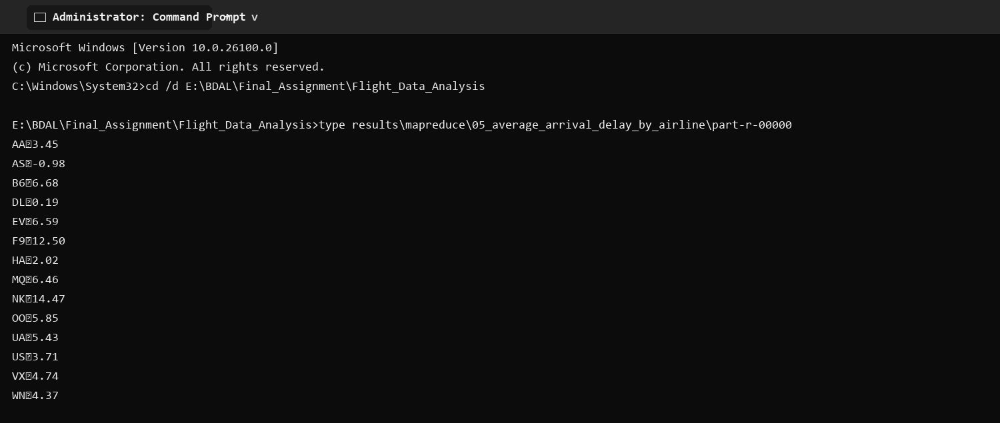 Administrator: Command Prompt v
Microsoft Windows [Version 10.0.26100.0]
(c) Microsoft Corporation. All rights reserved.
C:\Windows\System32>cd /d E:\BDAL\Final_Assignment\Flight_Data_Analysis
E:\BDAL\Final_Assignment\Flight_Data_Analysis>type results\mapreduce\05_average_arrival_delay_by_airline\part-r-00000
AA�3.45
AS�-0.98
B6�6.68
DL�0.19
EV�6.59
F9�12.50
HA�2.02
MQ�6.46
NK�14.47
OO�5.85
UA�5.43
US�3.71
VX�4.74
WN�4.37